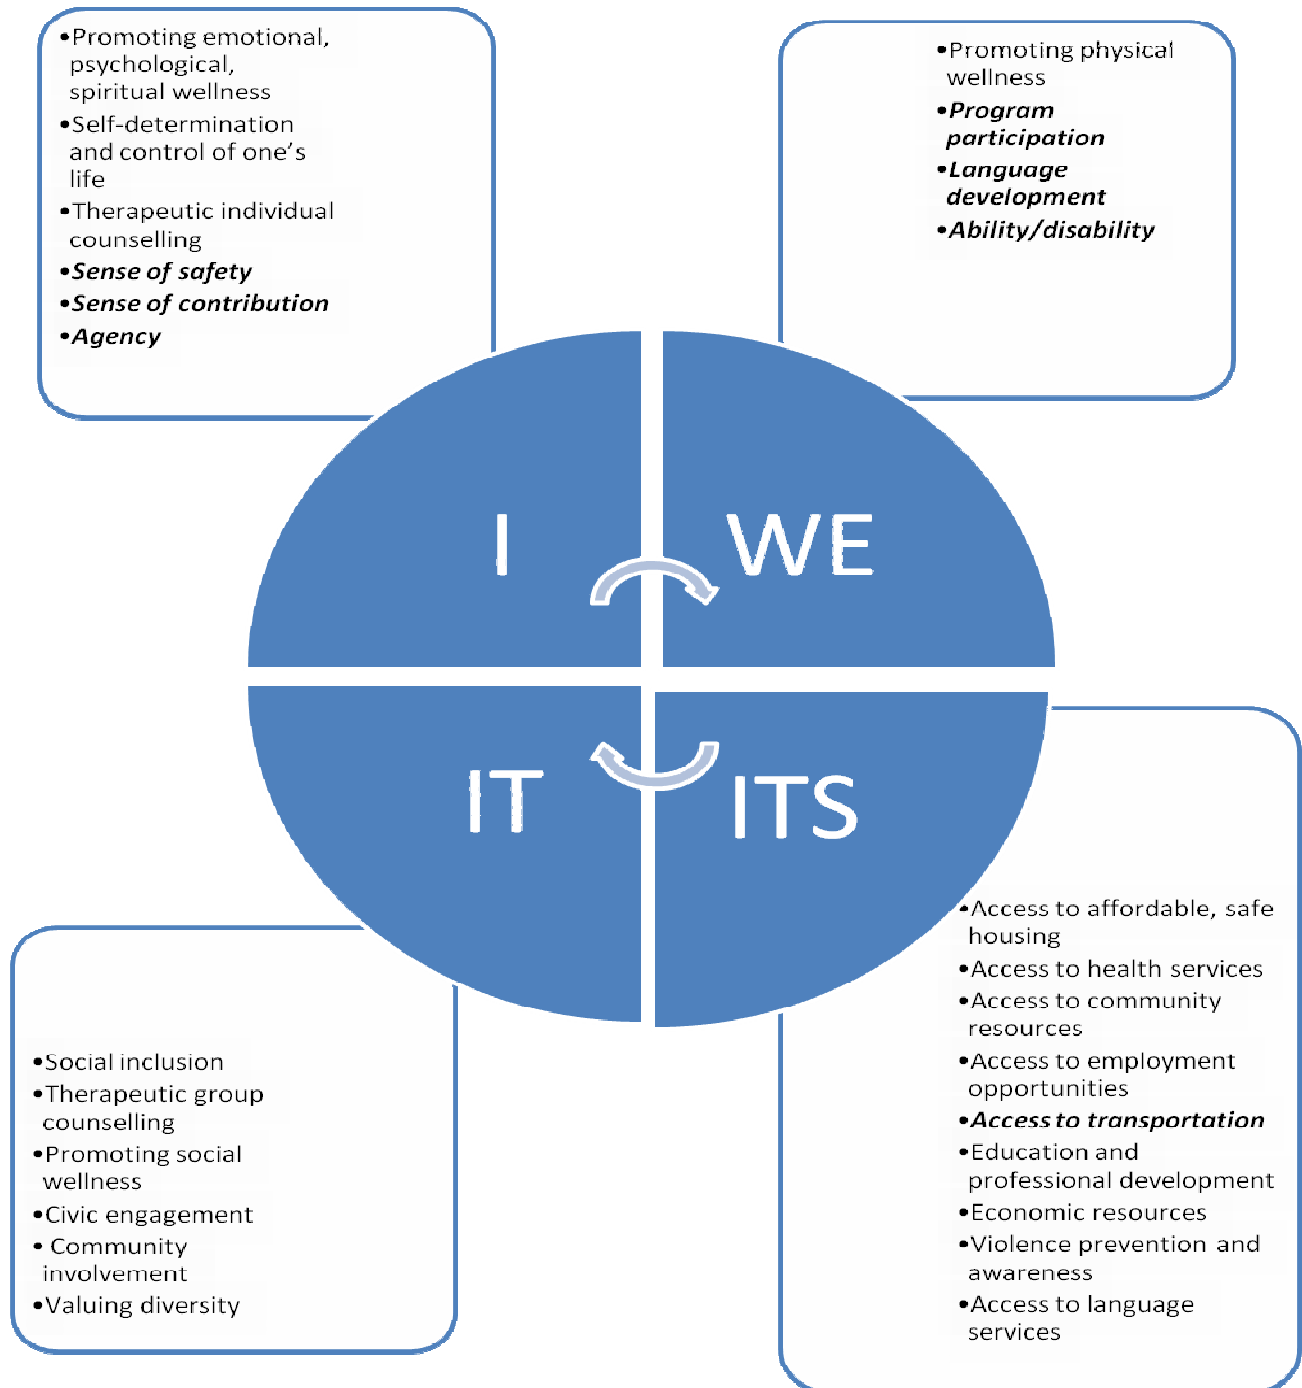 •Promoting emotional,
psychological,
spiritual wellness
•Self-determination
and control of one's
life
•Therapeutic individual
counselling
•Sense of safety
•Sense of contribution
•Agency
•Promoting physical
wellness
•Program
participation
•Language
development
•Ability/disability
I
WE
IT
ITS
•Social inclusion
•Therapeutic group
counselling
•Promoting social
wellness
•Civic engagement
• Community
involvement
•Valuing diversity
•Access to affordable, safe
housing
•Access to health services
•Access to community
resources
•Access to employment
opportunities
•Access to transportation
•Education and
professional development
•Economic resources
•Violence prevention and
awareness
•Access to language
services